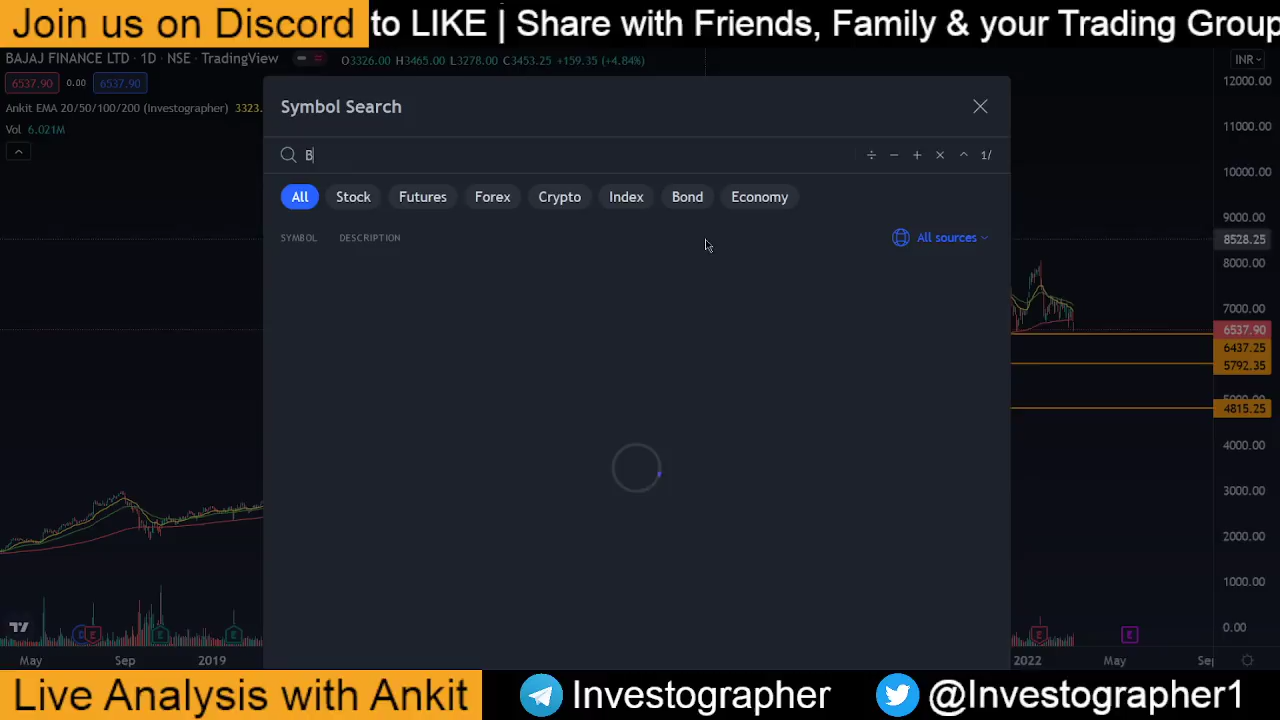 Join us on Discord
to LIKE | Share with Friends, Family & your Trading Group
BAJAJ FINANCE LTD · 1D · NSE · TradingView
O3326.00 H3465.00 L3278.00 C3453.25 +159.35 (+4.84%)
INR
6537.90 0.00 6537.90
Ankit EMA 20/50/100/200 (Investographer) 3323.
Vol 6.021M
Symbol Search
B
÷ − + × ^ 1/
All Stock Futures Forex Crypto Index Bond Economy
SYMBOL DESCRIPTION
All sources
12000.00
11000.00
10000.00
9000.00
8528.25
8000.00
7000.00
6537.90
6437.25
5792.35
5000.00
4815.25
4000.00
3000.00
2000.00
1000.00
0.00
E E E E E
May Sep 2019 2022 May Sep
Live Analysis with Ankit
Investographer
@Investographer1